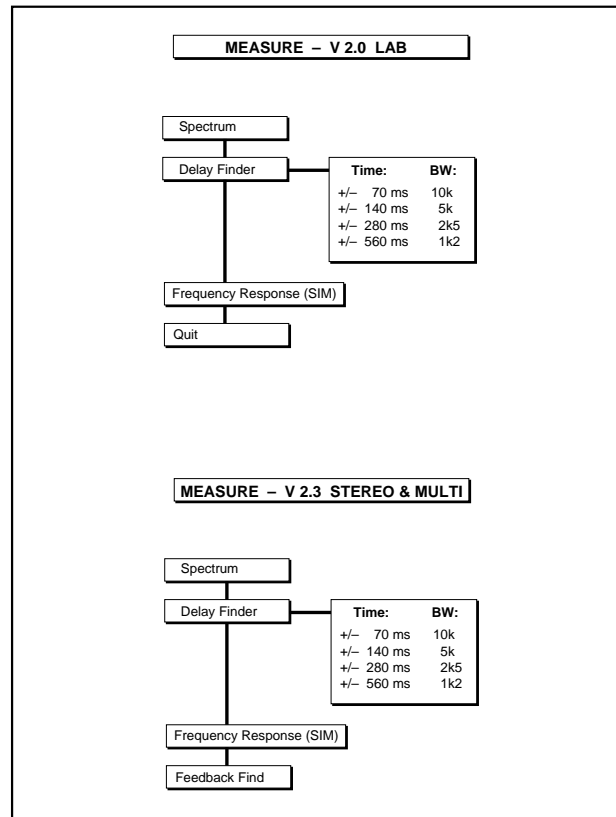 MEASURE – V 2.0 LAB
Spectrum
Delay Finder
Time: BW:
+/– 70 ms 10k
+/– 140 ms 5k
+/– 280 ms 2k5
+/– 560 ms 1k2
Frequency Response (SIM)
Quit
MEASURE – V 2.3 STEREO & MULTI
Spectrum
Delay Finder
Time: BW:
+/– 70 ms 10k
+/– 140 ms 5k
+/– 280 ms 2k5
+/– 560 ms 1k2
Frequency Response (SIM)
Feedback Find